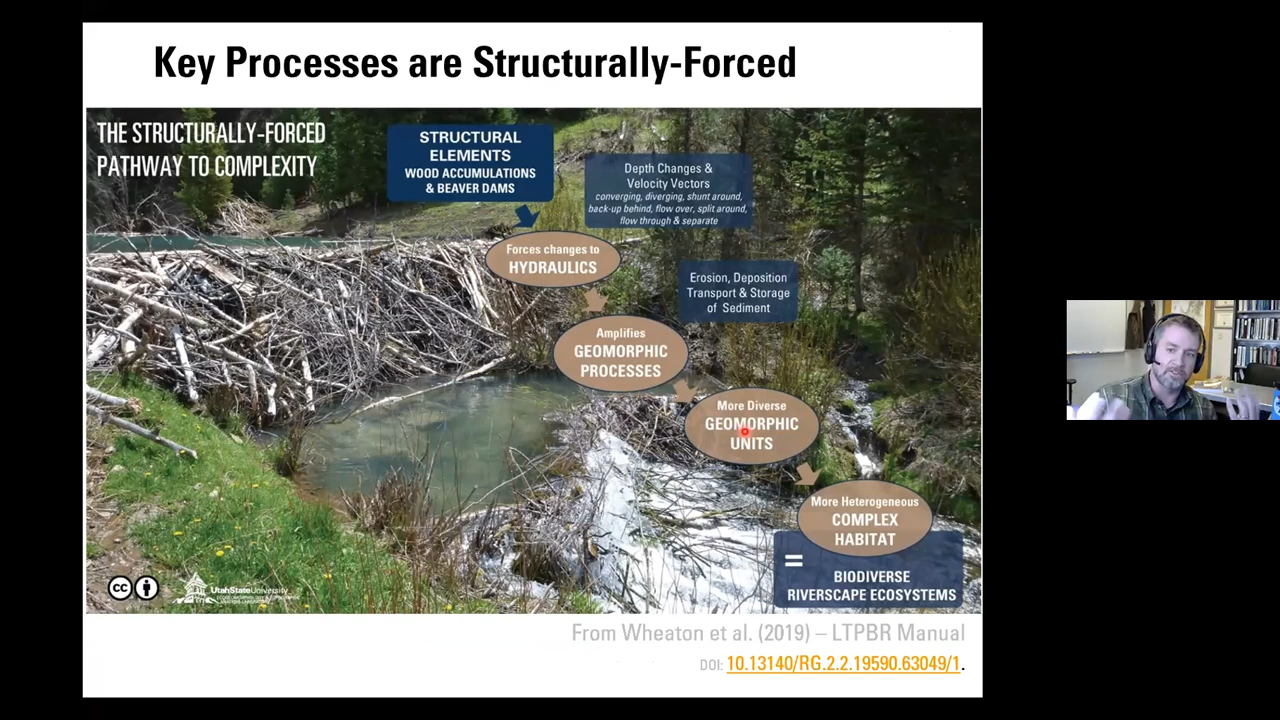 Key Processes are Structurally-Forced
THE STRUCTURALLY-FORCED
PATHWAY TO COMPLEXITY
STRUCTURAL
ELEMENTS
WOOD ACCUMULATIONS
& BEAVER DAMS
Depth Changes &
Velocity Vectors
converging, diverging, shunt around,
back-up behind, flow over, split around,
flow through & separate
Forces changes to
HYDRAULICS
Erosion, Deposition
Transport & Storage
of Sediment
Amplifies
GEOMORPHIC
PROCESSES
More Diverse
GEOMORPHIC
UNITS
More Heterogeneous
COMPLEX
HABITAT
=
BIODIVERSE
RIVERSCAPE ECOSYSTEMS
cc
UtahStateUniversity
From Wheaton et al. (2019) – LTPBR Manual
DOI: 10.13140/RG.2.2.19590.63049/1.